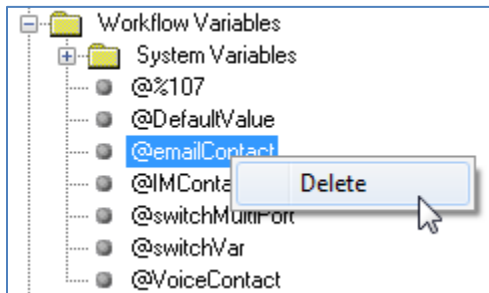 Workflow Variables
System Variables
@%107
@DefaultValue
@emailContact
@IMConta
Delete
@switchMultiPort
@switchVar
@VoiceContact